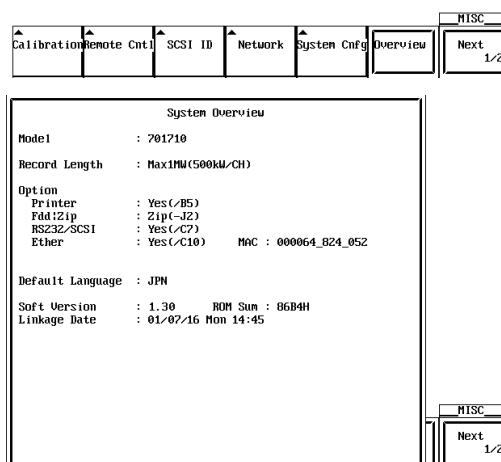 MISC
Calibration Remote Cntl SCSI ID Network System Cnfg Overview Next
1/2
System Overview
Model : 701710
Record Length : Max1MW(500kW/CH)
Option
Printer : Yes(/B5)
Fdd¦Zip : Zip(-J2)
RS232/SCSI : Yes(/C7)
Ether : Yes(/C10) MAC : 000064_824_052
Default Language : JPN
Soft Version : 1.30 ROM Sum : 86B4H
Linkage Date : 01/07/16 Mon 14:45
MISC
Next
1/2